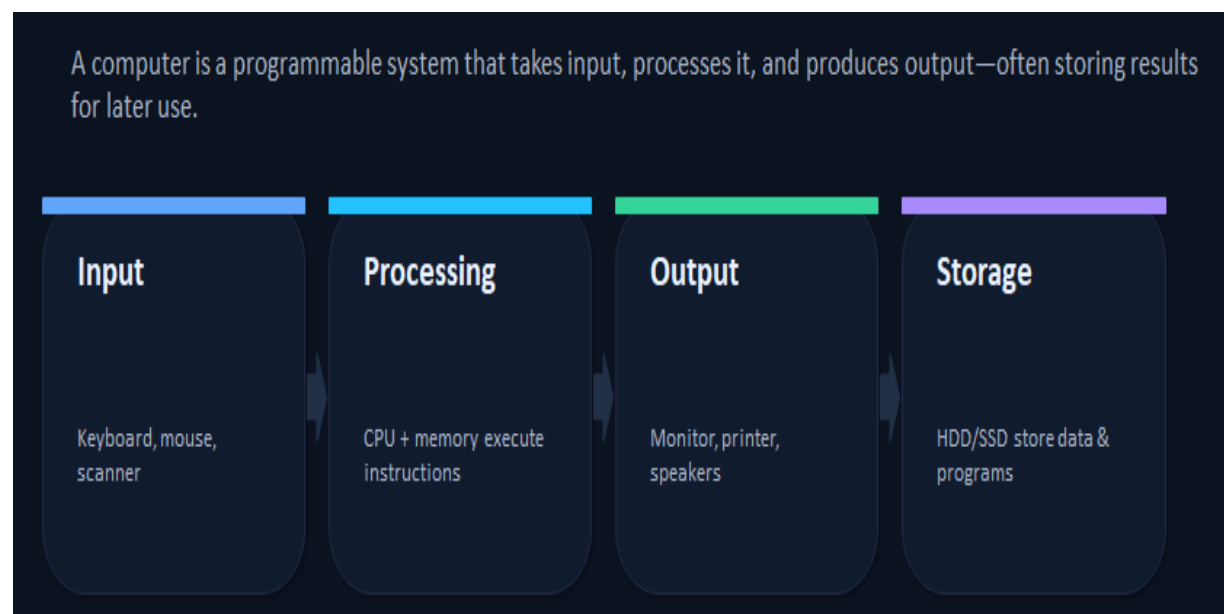 A computer is a programmable system that takes input, processes it, and produces output—often storing results
for later use.
Input
Keyboard, mouse,
scanner
Processing
CPU + memory execute
instructions
Output
Monitor, printer,
speakers
Storage
HDD/SSD store data &
programs